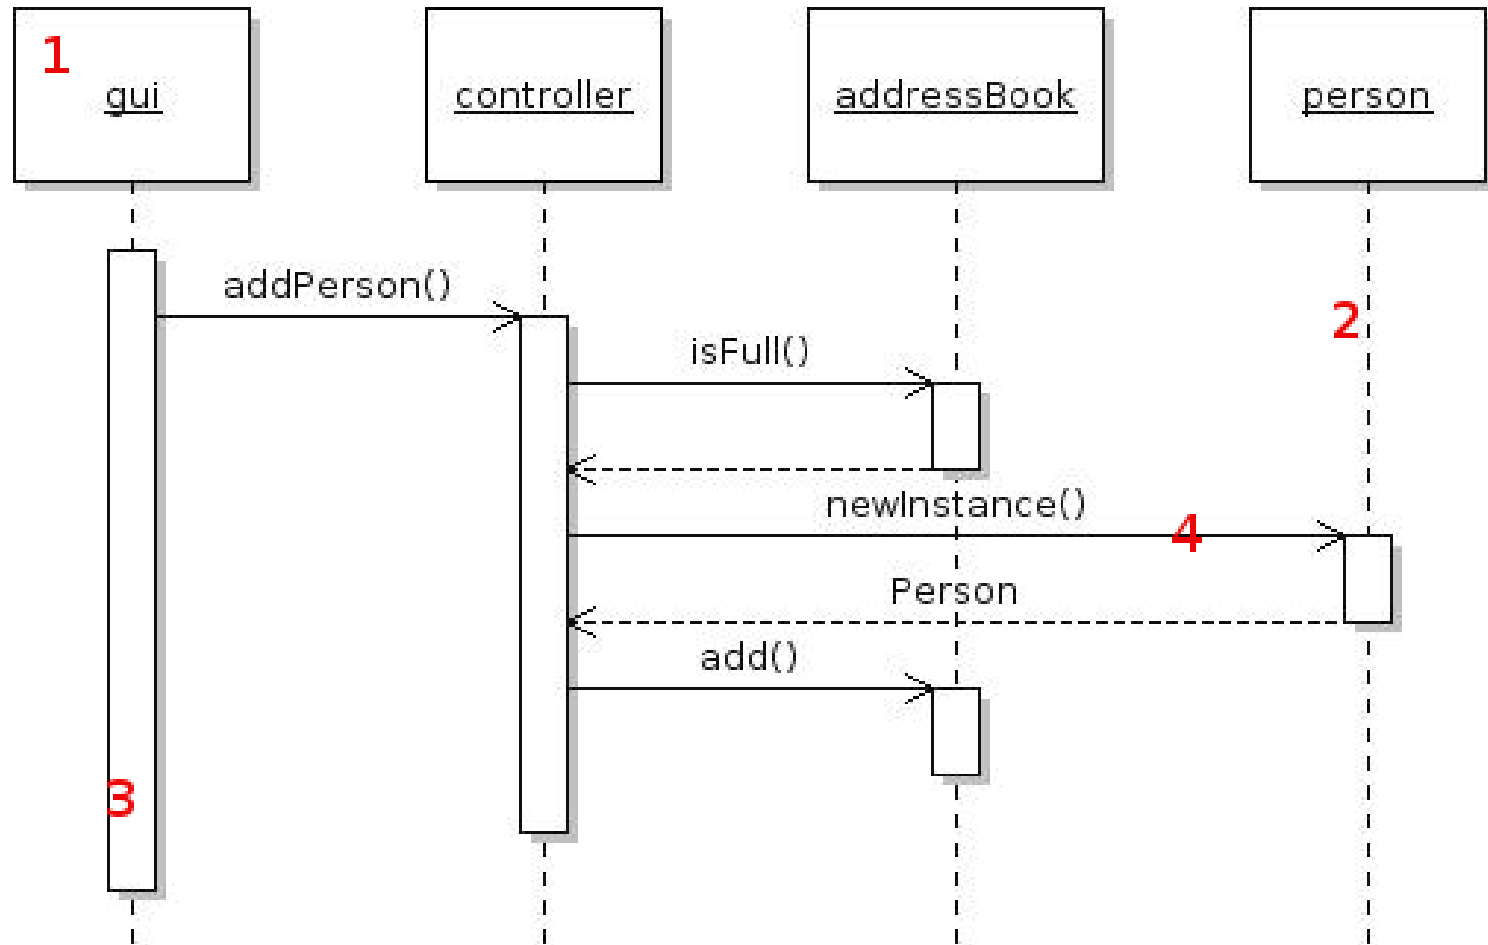 1
gui
controller
addressBook
person
addPerson()
2
isFull()
newInstance()
4
Person
add()
3